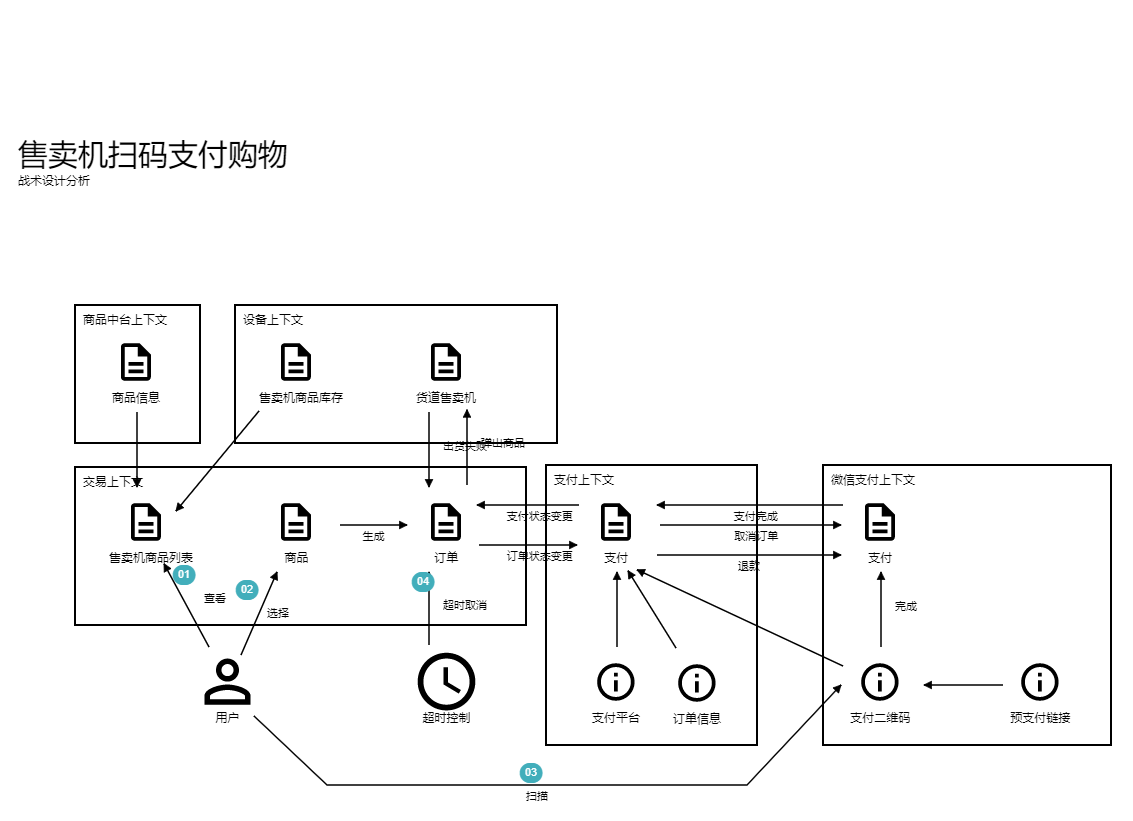 售卖机扫码支付购物
战术设计分析
商品中台上下文
设备上下文
商品信息
售卖机商品库存
货道售卖机
出货失败
弹出商品
交易上下文
支付上下文
微信支付上下文
支付状态变更
支付完成
生成
取消订单
售卖机商品列表
商品
订单
订单状态变更
支付
退款
支付
01
02
04
查看
选择
超时取消
完成
用户
超时控制
支付平台
订单信息
支付二维码
预支付链接
03
扫描